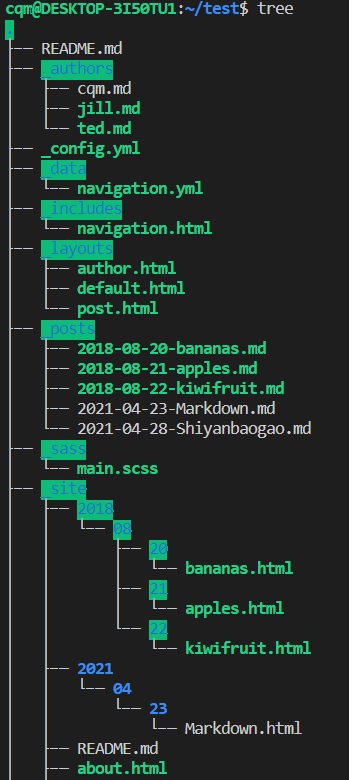 cqm@DESKTOP-3I50TU1:~/test$ tree
.
├── README.md
├── _authors
│   ├── cqm.md
│   ├── jill.md
│   └── ted.md
├── _config.yml
├── _data
│   └── navigation.yml
├── _includes
│   └── navigation.html
├── _layouts
│   ├── author.html
│   ├── default.html
│   └── post.html
├── _posts
│   ├── 2018-08-20-bananas.md
│   ├── 2018-08-21-apples.md
│   ├── 2018-08-22-kiwifruit.md
│   ├── 2021-04-23-Markdown.md
│   └── 2021-04-28-Shiyanbaogao.md
├── _sass
│   └── main.scss
├── _site
│   ├── 2018
│   │   └── 08
│   │       ├── 20
│   │       │   └── bananas.html
│   │       ├── 21
│   │       │   └── apples.html
│   │       └── 22
│   │           └── kiwifruit.html
│   ├── 2021
│   │   └── 04
│   │       └── 23
│   │           └── Markdown.html
│   ├── README.md
│   ├── about.html